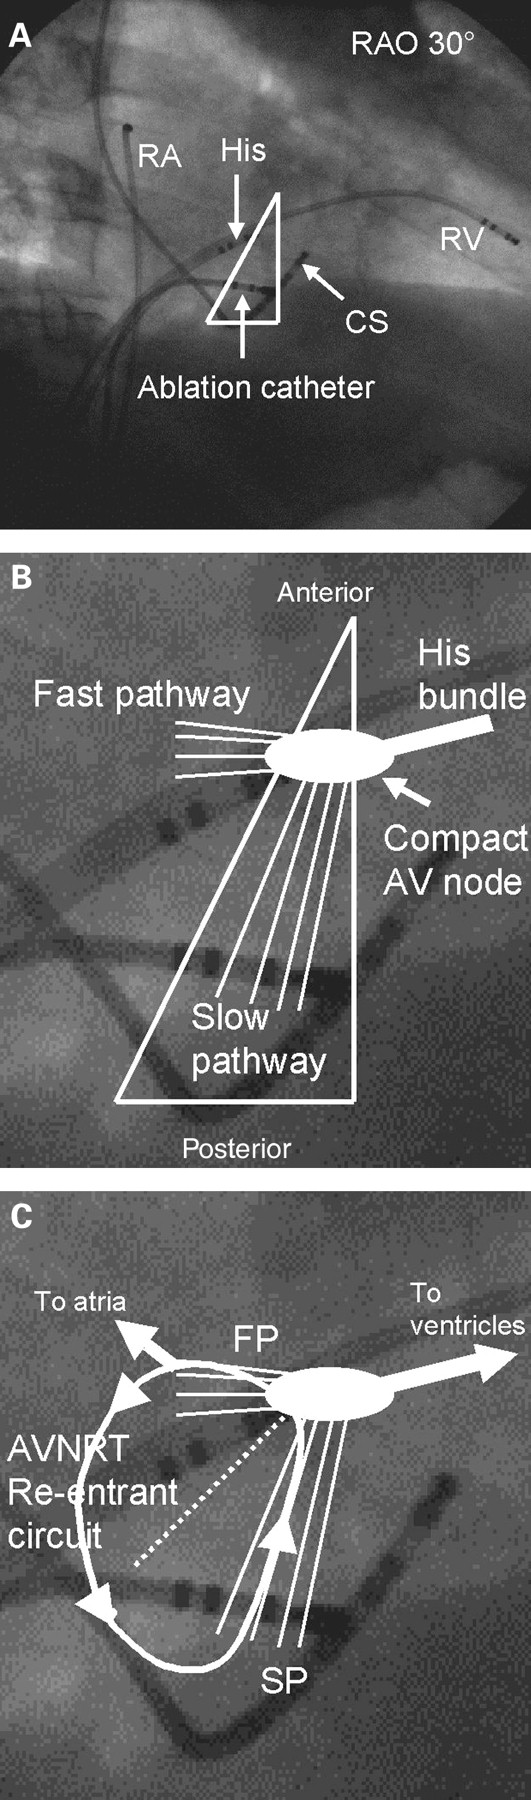 A
RAO 30°
RA
His
RV
CS
Ablation catheter
B
Anterior
His
bundle
Fast pathway
Compact
AV node
Slow
pathway
Posterior
C
To atria
To
ventricles
FP
AVNRT
Re-entrant
circuit
SP